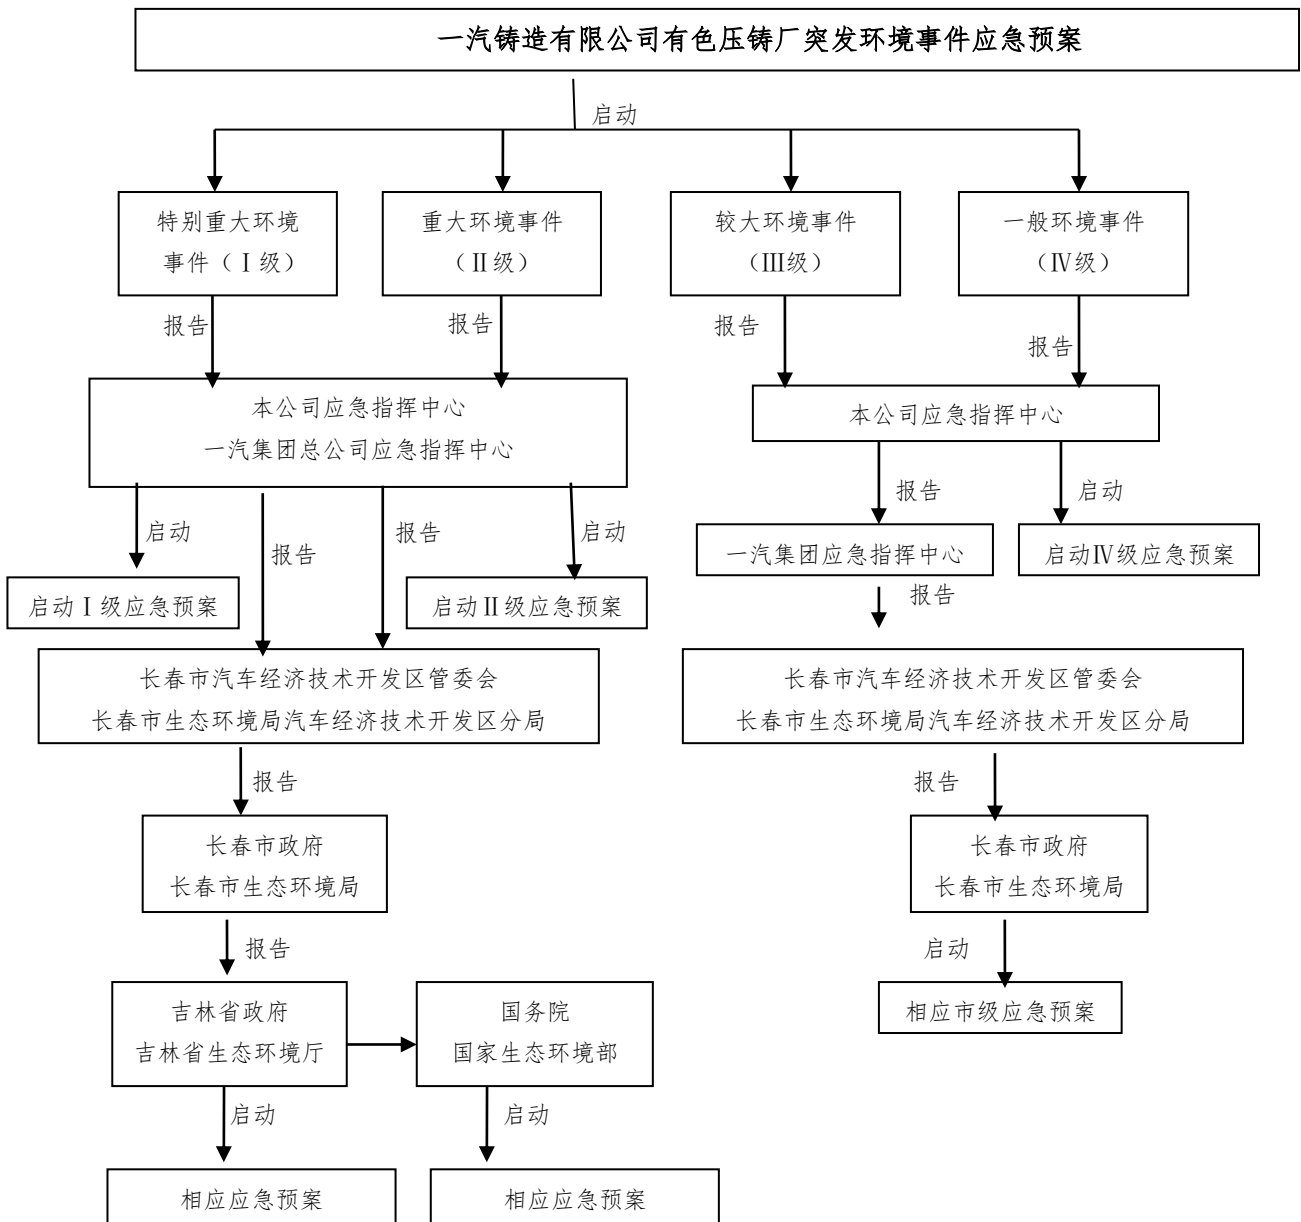 一汽铸造有限公司有色压铸厂突发环境事件应急预案
启动
特别重大环境
事件（Ⅰ级）
重大环境事件
（Ⅱ级）
较大环境事件
（Ⅲ级）
一般环境事件
（Ⅳ级）
报告
报告
报告
报告
本公司应急指挥中心
一汽集团总公司应急指挥中心
本公司应急指挥中心
启动
报告
报告
启动
报告
启动
一汽集团应急指挥中心
启动Ⅳ级应急预案
启动Ⅰ级应急预案
启动Ⅱ级应急预案
报告
长春市汽车经济技术开发区管委会
长春市生态环境局汽车经济技术开发区分局
长春市汽车经济技术开发区管委会
长春市生态环境局汽车经济技术开发区分局
报告
报告
长春市政府
长春市生态环境局
长春市政府
长春市生态环境局
报告
启动
吉林省政府
吉林省生态环境厅
国务院
国家生态环境部
相应市级应急预案
启动
启动
相应应急预案
相应应急预案